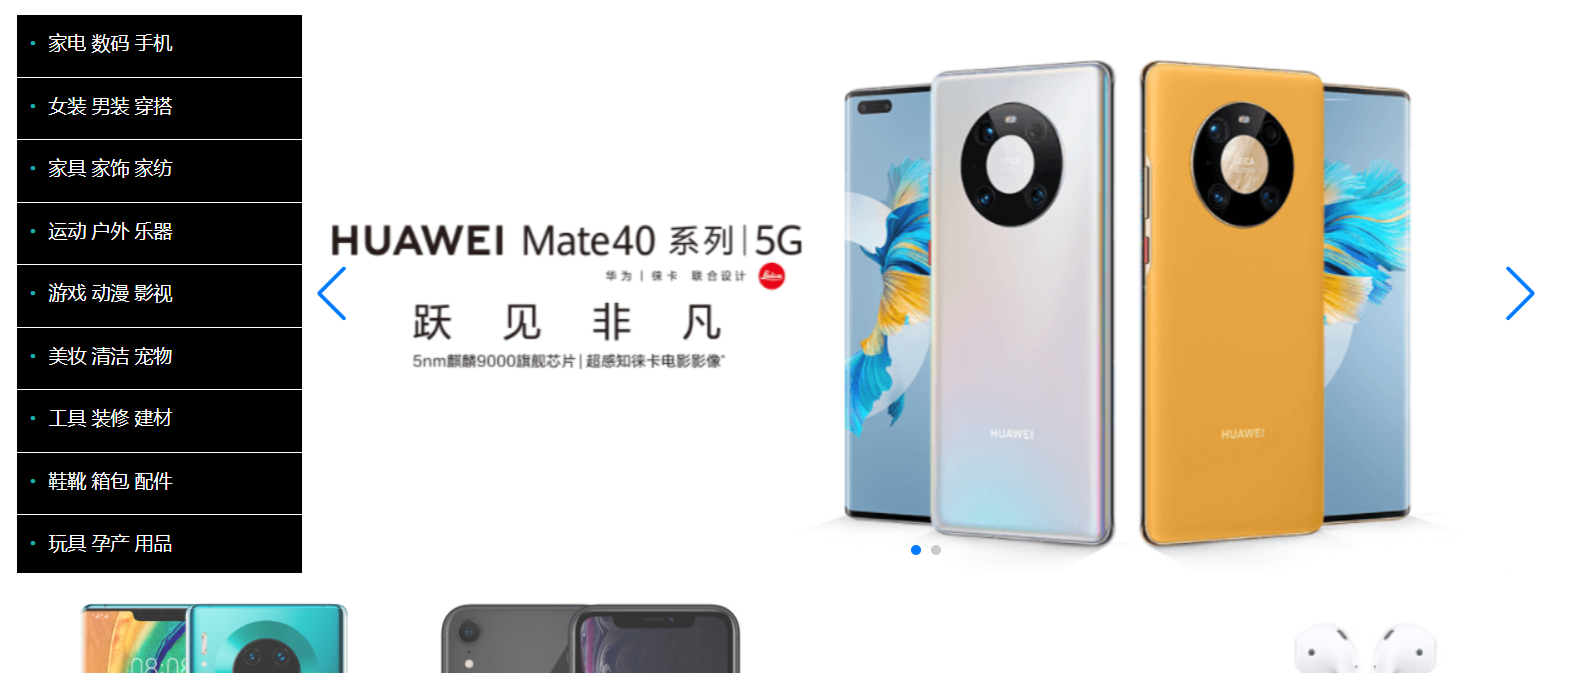 家电 数码 手机
女装 男装 穿搭
家具 家饰 家纺
运动 户外 乐器
游戏 动漫 影视
美妆 清洁 宠物
工具 装修 建材
鞋靴 箱包 配件
玩具 孕产 用品
HUAWEI Mate40 系列|5G
华为 | 徕卡 联合设计
Leica
跃 见 非 凡
5nm麒麟9000旗舰芯片|超感知徕卡电影影像*
LEICA
HUAWEI
LEICA
HUAWEI
08:08